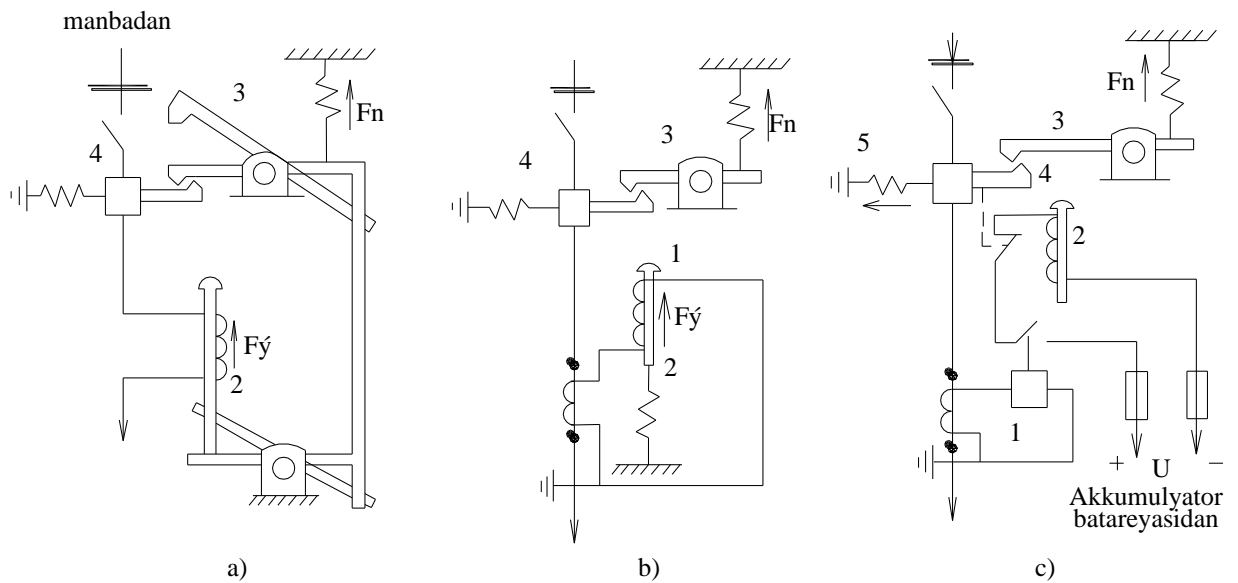 manbadan
3
Fn
4
Fý
2
a)
Fn
3
4
1
Fý
2
b)
Fn
3
5
4
2
1
+ U −
Akkumulyator
batareyasidan
c)